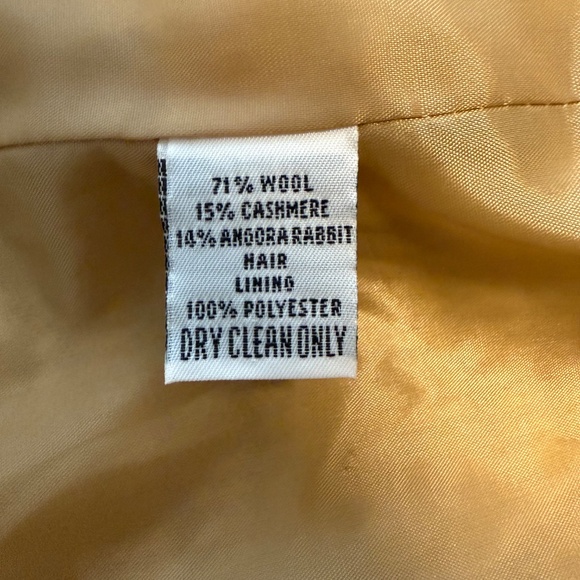 71% WOOL
15% CASHMERE
14% ANGORA RABBIT
HAIR
LINING
100% POLYESTER
DRY CLEAN ONLY